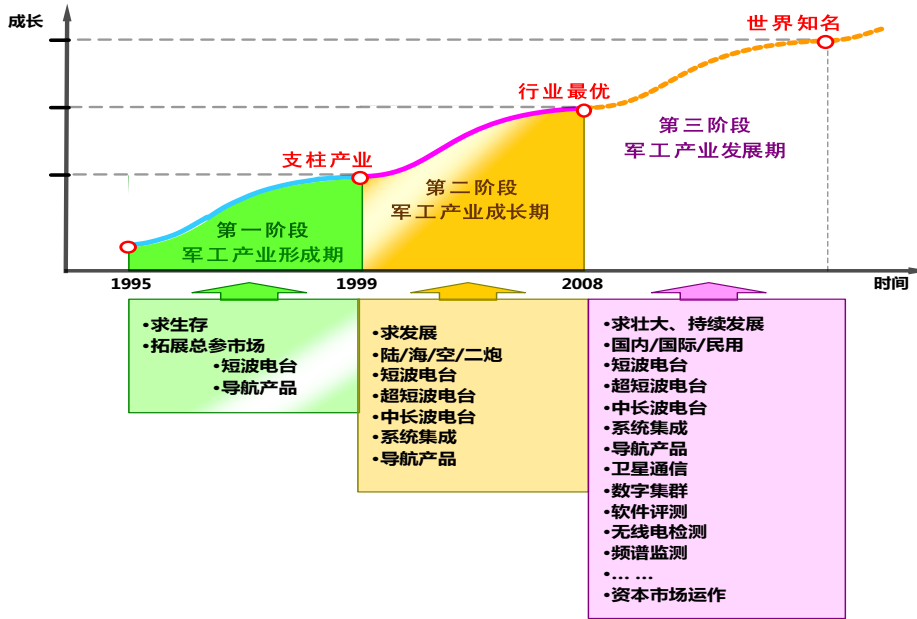 成长
世界知名
行业最优
支柱产业
第三阶段
军工产业发展期
第二阶段
军工产业成长期
第一阶段
军工产业形成期
1995
1999
2008
时间
•求生存
•拓展总参市场
•短波电台
•导航产品
•求发展
•陆/海/空/二炮
•短波电台
•超短波电台
•中长波电台
•系统集成
•导航产品
•求壮大、持续发展
•国内/国际/民用
•短波电台
•超短波电台
•中长波电台
•系统集成
•导航产品
•卫星通信
•数字集群
•软件评测
•无线电检测
•频谱监测
•... ...
•资本市场运作